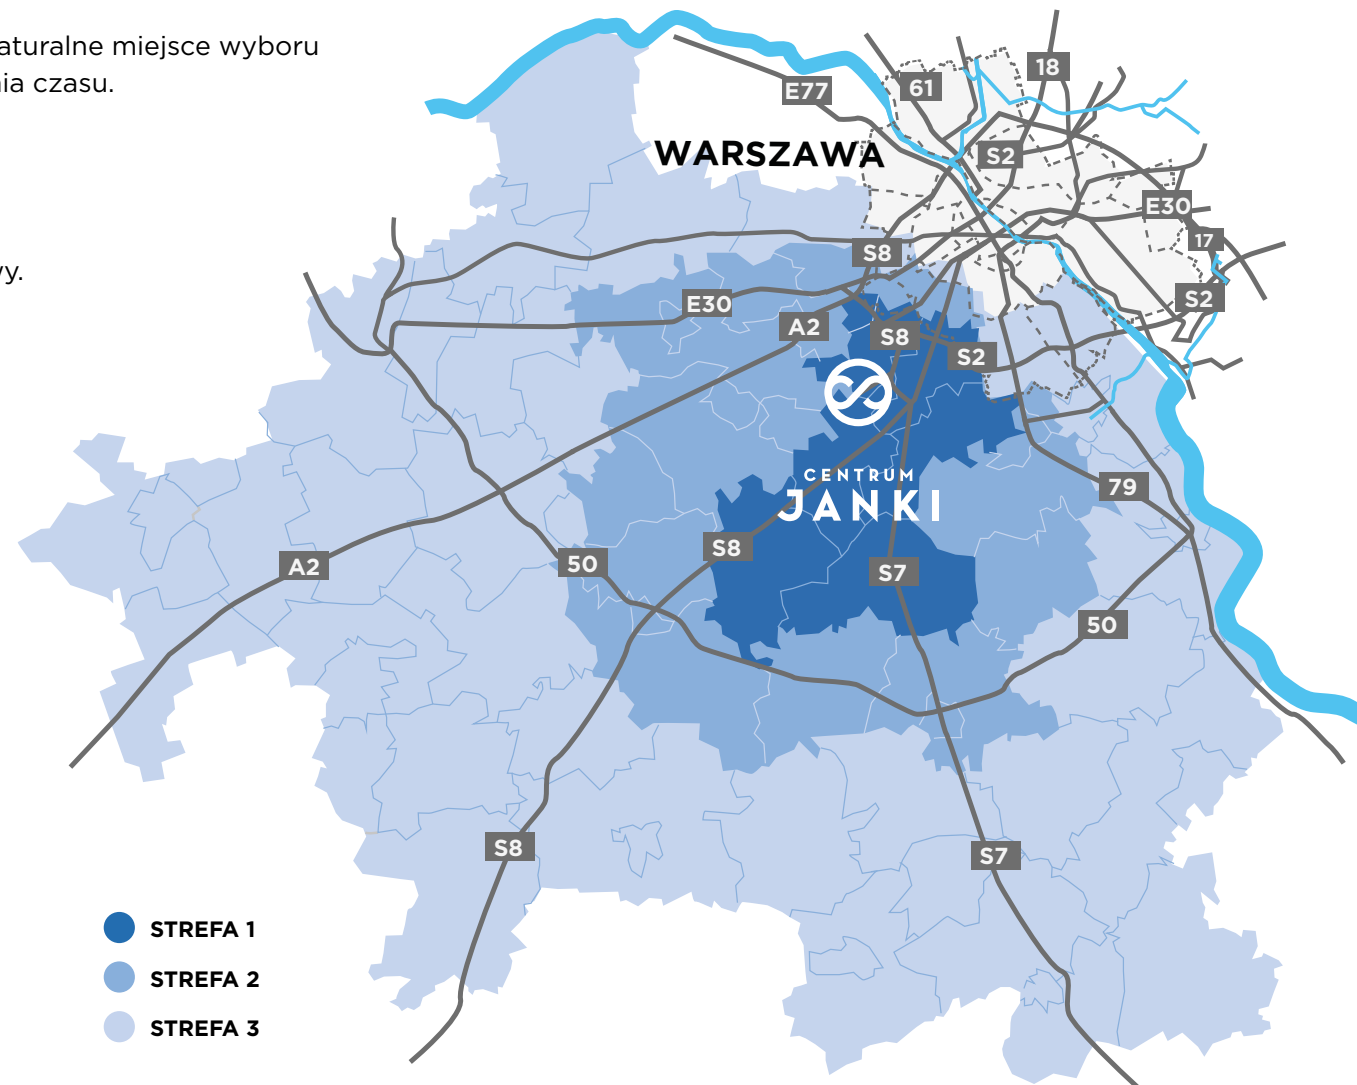 aturalne miejsce wyboru
ia czasu.
y.
WARSZAWA
E77
61
18
S2
E30
17
S8
S2
E30
A2
S8
S2
CENTRUM
JANKI
79
S8
50
A2
S7
50
S8
S7
STREFA 1
STREFA 2
STREFA 3